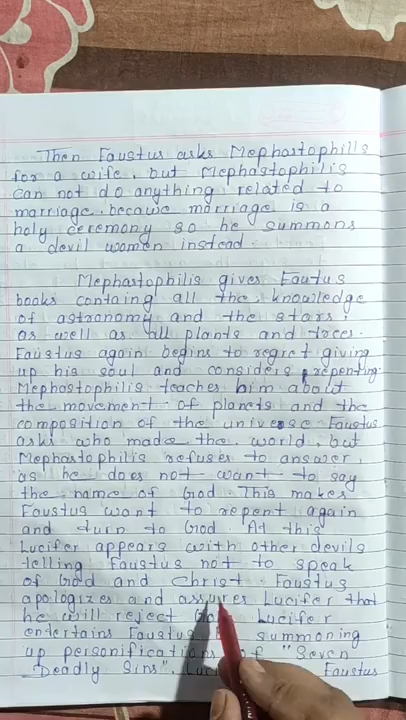 Then Faustus asks Mephastophills
for a wife, but Mephastophilis
can not do anything related to
marriage because marriage is a
holy ceremony so he summons
a devil women instead.
Mephastophilis gives Fautus
books containg all the knowledge
of astronomy and the stars,
as well as all plants and trees.
Faustus again begins to regret giving
up his soul and considers repenting.
Mephastophilis teaches him about
the movement of planets and the
composition of the universe Faustus
asks who made the world, but
Mephastophilis refuses to answer,
as he does not want to say
the name of God. This makes
Faustus want to repent again
and turn to God. At this
Lucifer appears with other devils
telling Faustus not to speak
of God and Christ. Faustus
apologizes and assures Lucifer that
he will reject Lucifer
entertains Faustus summoning
up personifications of "Seven
Deadly Sins". Faustus